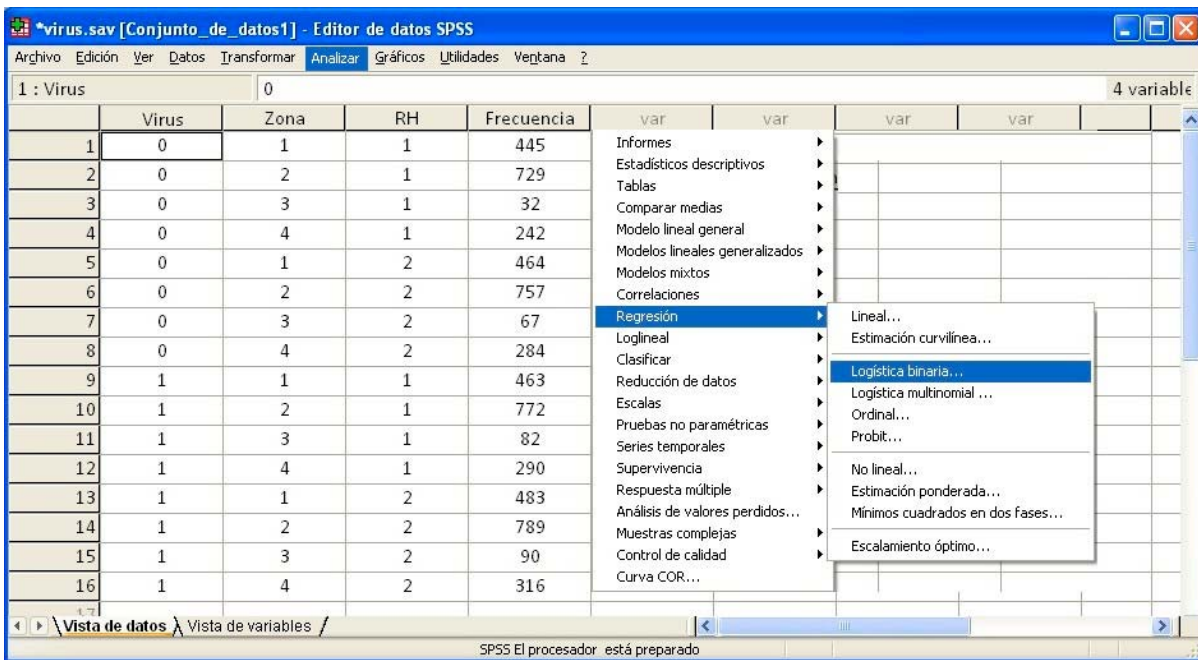 *virus.sav [Conjunto_de_datos1] - Editor de datos SPSS
Archivo Edición Ver Datos Transformar Analizar Gráficos Utilidades Ventana ?
1 : Virus 0 4 variable
Virus Zona RH Frecuencia var var var var
1 0 1 1 445
2 0 2 1 729
3 0 3 1 32
4 0 4 1 242
5 0 1 2 464
6 0 2 2 757
7 0 3 2 67
8 0 4 2 284
9 1 1 1 463
10 1 2 1 772
11 1 3 1 82
12 1 4 1 290
13 1 1 2 483
14 1 2 2 789
15 1 3 2 90
16 1 4 2 316
17
Informes
Estadísticos descriptivos
Tablas
Comparar medias
Modelo lineal general
Modelos lineales generalizados
Modelos mixtos
Correlaciones
Regresión
Loglineal
Clasificar
Reducción de datos
Escalas
Pruebas no paramétricas
Series temporales
Supervivencia
Respuesta múltiple
Análisis de valores perdidos...
Muestras complejas
Control de calidad
Curva COR...
Lineal...
Estimación curvilínea...
Logística binaria...
Logística multinomial ...
Ordinal...
Probit...
No lineal...
Estimación ponderada...
Mínimos cuadrados en dos fases...
Escalamiento óptimo...
Vista de datos Vista de variables
SPSS El procesador está preparado